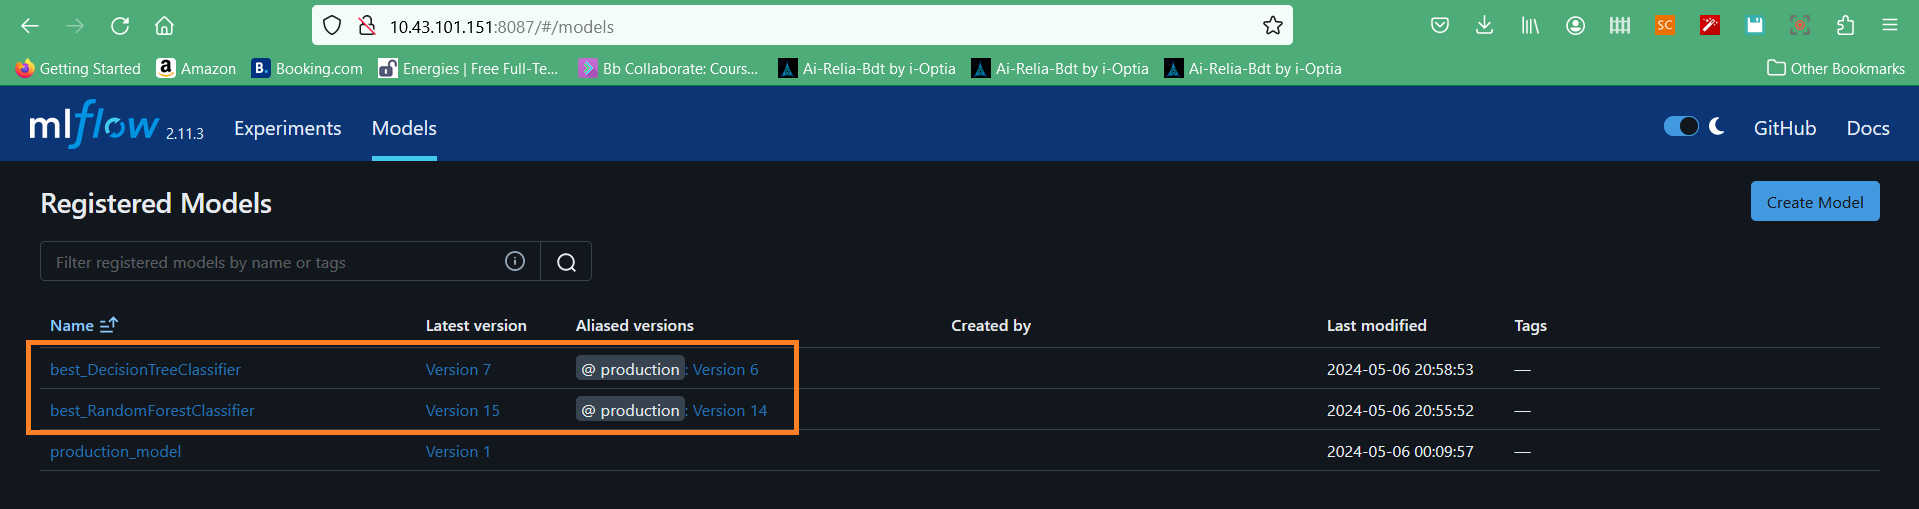 10.43.101.151:8087/#/models
SC
Getting Started
Amazon
B. Booking.com
Energies | Free Full-Te...
Bb Collaborate: Cours...
Ai-Relia-Bdt by i-Optia
Ai-Relia-Bdt by i-Optia
Ai-Relia-Bdt by i-Optia
Other Bookmarks
mlflow 2.11.3 Experiments Models GitHub Docs
Registered Models
Create Model
Filter registered models by name or tags
Name Latest version Aliased versions Created by Last modified Tags
best_DecisionTreeClassifier Version 7 @ production: Version 6 2024-05-06 20:58:53 —
best_RandomForestClassifier Version 15 @ production: Version 14 2024-05-06 20:55:52 —
production_model Version 1 2024-05-06 00:09:57 —